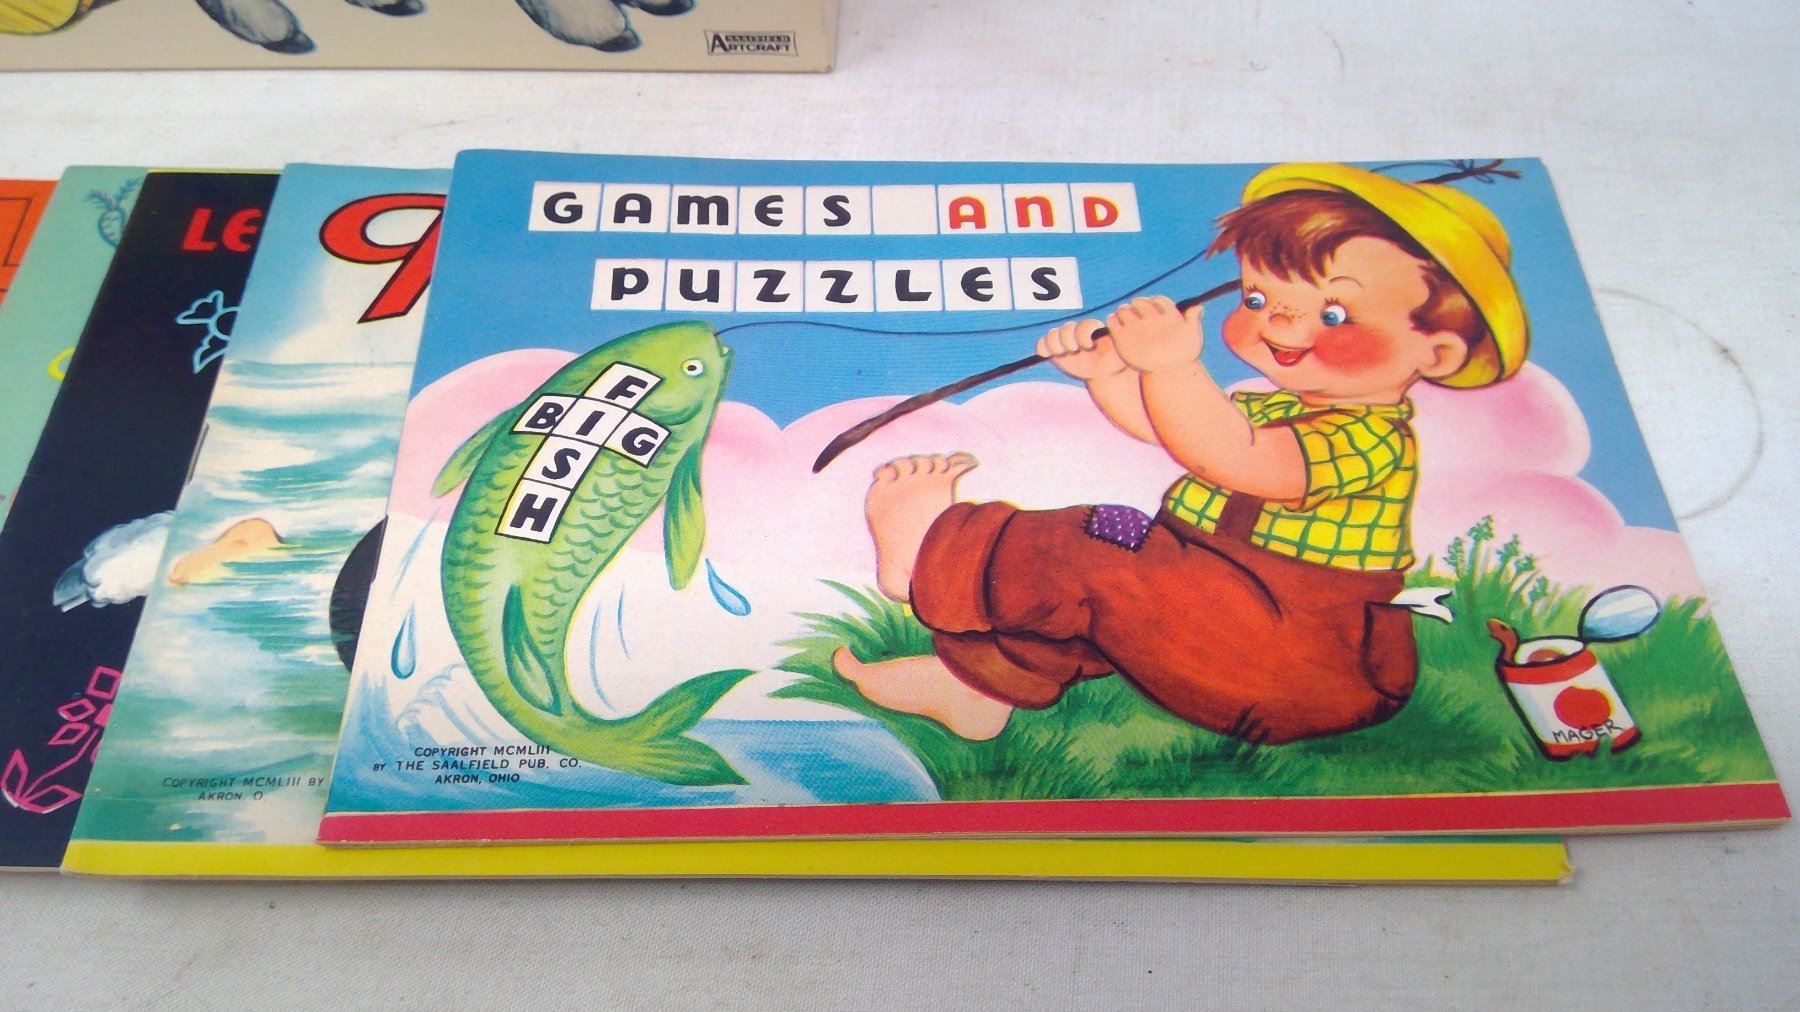 SAALFIELD
ARTCRAFT
GAMES AND
PUZZLES
F
BIG
S
H
COPYRIGHT MCMLIII
BY THE SAALFIELD PUB. CO.
AKRON, OHIO
MAGER
LE
COPYRIGHT MCMLIII BY
AKRON, O